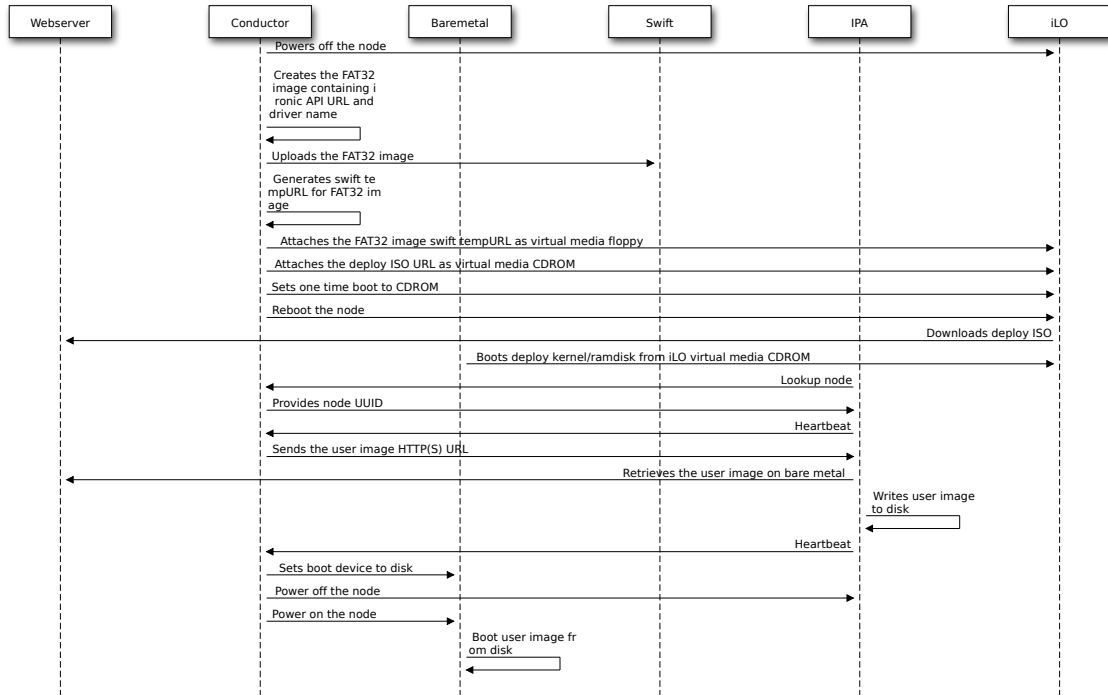 Webserver
Conductor
Baremetal
Swift
IPA
iLO
Powers off the node
Creates the FAT32
image containing i
ronic API URL and
driver name
Uploads the FAT32 image
Generates swift te
mpURL for FAT32 im
age
Attaches the FAT32 image swift tempURL as virtual media floppy
Attaches the deploy ISO URL as virtual media CDROM
Sets one time boot to CDROM
Reboot the node
Downloads deploy ISO
Boots deploy kernel/ramdisk from iLO virtual media CDROM
Lookup node
Provides node UUID
Heartbeat
Sends the user image HTTP(S) URL
Retrieves the user image on bare metal
Writes user image
to disk
Heartbeat
Sets boot device to disk
Power off the node
Power on the node
Boot user image fr
om disk